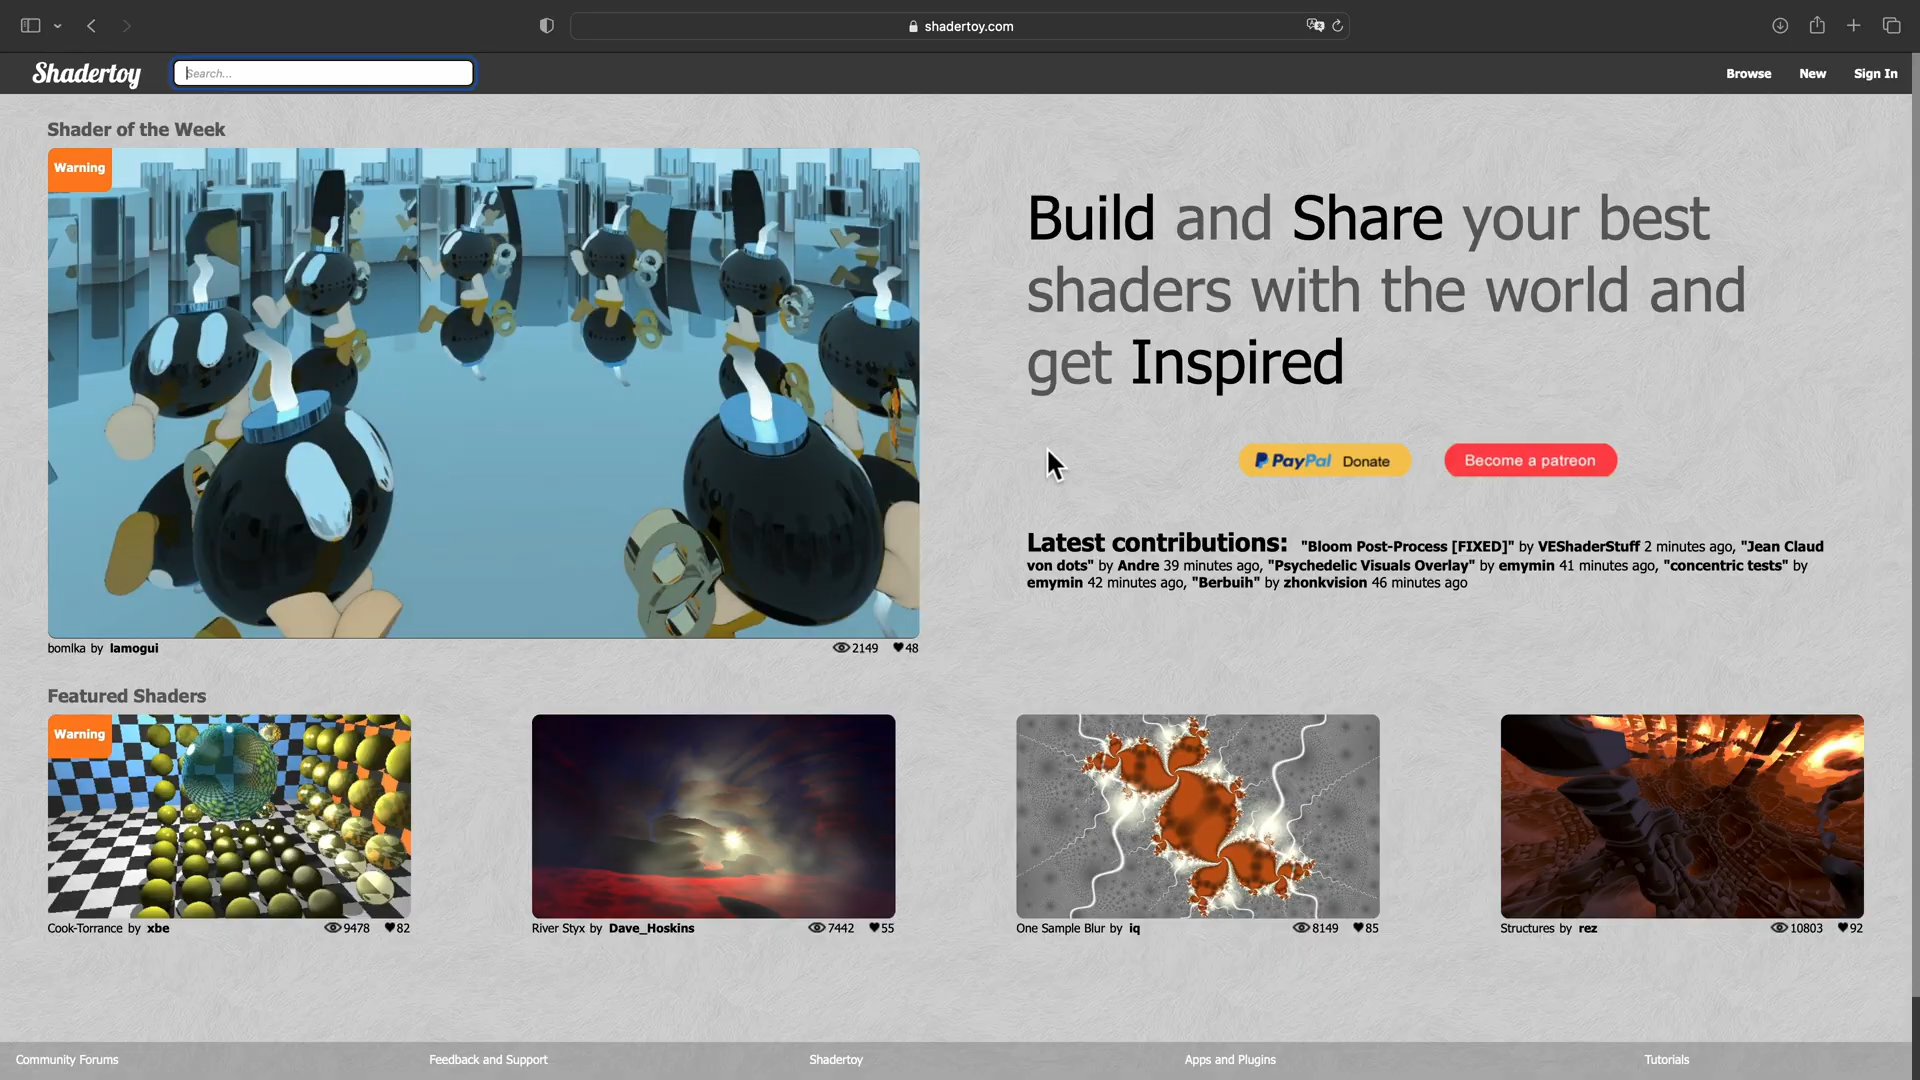 shadertoy.com
Shadertoy
Search...
Browse
New
Sign In
Shader of the Week
Warning
Build and Share your best
shaders with the world and
get Inspired
PayPal Donate
Become a patreon
Latest contributions: "Bloom Post-Process [FIXED]" by VEShaderStuff 2 minutes ago, "Jean Claud
von dots" by Andre 39 minutes ago, "Psychedelic Visuals Overlay" by emymin 41 minutes ago, "concentric tests" by
emymin 42 minutes ago, "Berbuih" by zhonkvision 46 minutes ago
bomlka by lamogui
2149
48
Featured Shaders
Warning
Cook-Torrance by xbe
9478
82
River Styx by Dave_Hoskins
7442
55
One Sample Blur by iq
8149
85
Structures by rez
10803
92
Community Forums
Feedback and Support
Shadertoy
Apps and Plugins
Tutorials